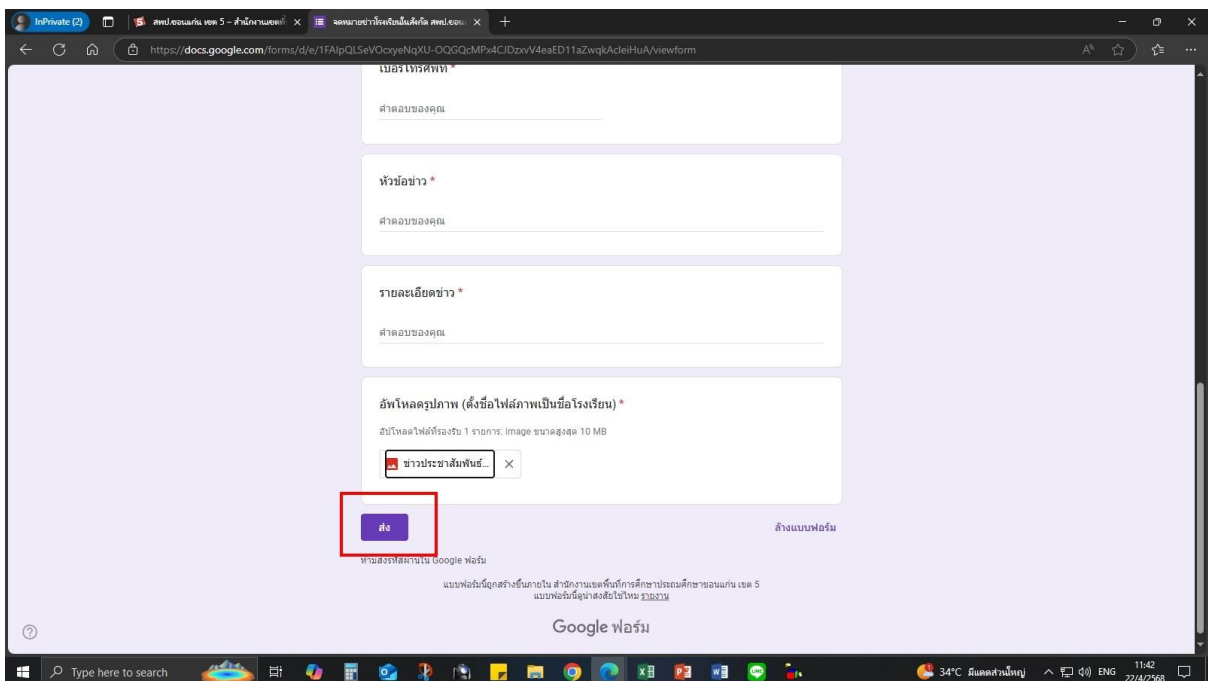 InPrivate (2)
สพป.ขอนแก่น เขต 5 – สำนักงานเขตพื้
จดหมายข่าวโรงเรียนในสังกัด สพป.ขอน
https://docs.google.com/forms/d/e/1FAIpQLSeVOcxyeNqXU-OQGQcMPx4CJDzxvV4eaED11aZwqkAcleiHuA/viewform
เบอร์โทรศัพท์ *
คำตอบของคุณ
หัวข้อข่าว *
คำตอบของคุณ
รายละเอียดข่าว *
คำตอบของคุณ
อัพโหลดรูปภาพ (ตั้งชื่อไฟล์ภาพเป็นชื่อโรงเรียน) *
อัปโหลดไฟล์ที่รองรับ 1 รายการ: image ขนาดสูงสุด 10 MB
ข่าวประชาสัมพันธ์...
ส่ง
ล้างแบบฟอร์ม
ห้ามส่งรหัสผ่านใน Google ฟอร์ม
แบบฟอร์มนี้ถูกสร้างขึ้นภายใน สำนักงานเขตพื้นที่การศึกษาประถมศึกษาขอนแก่น เขต 5
แบบฟอร์มนี้ดูน่าสงสัยใช่ไหม รายงาน
Google ฟอร์ม
Type here to search
34°C มีแดดส่วนใหญ่
ENG
11:42
22/4/2568